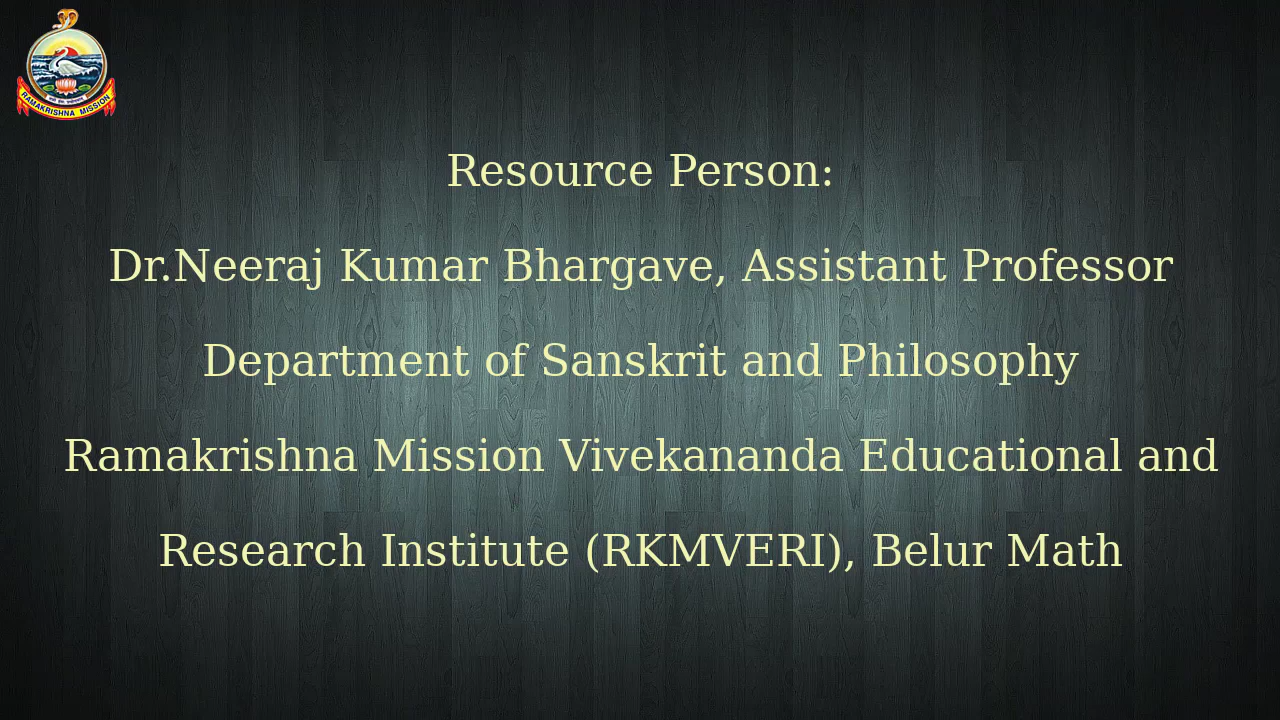 RAMAKRISHNA MISSION
Resource Person:
Dr.Neeraj Kumar Bhargave, Assistant Professor
Department of Sanskrit and Philosophy
Ramakrishna Mission Vivekananda Educational and
Research Institute (RKMVERI), Belur Math